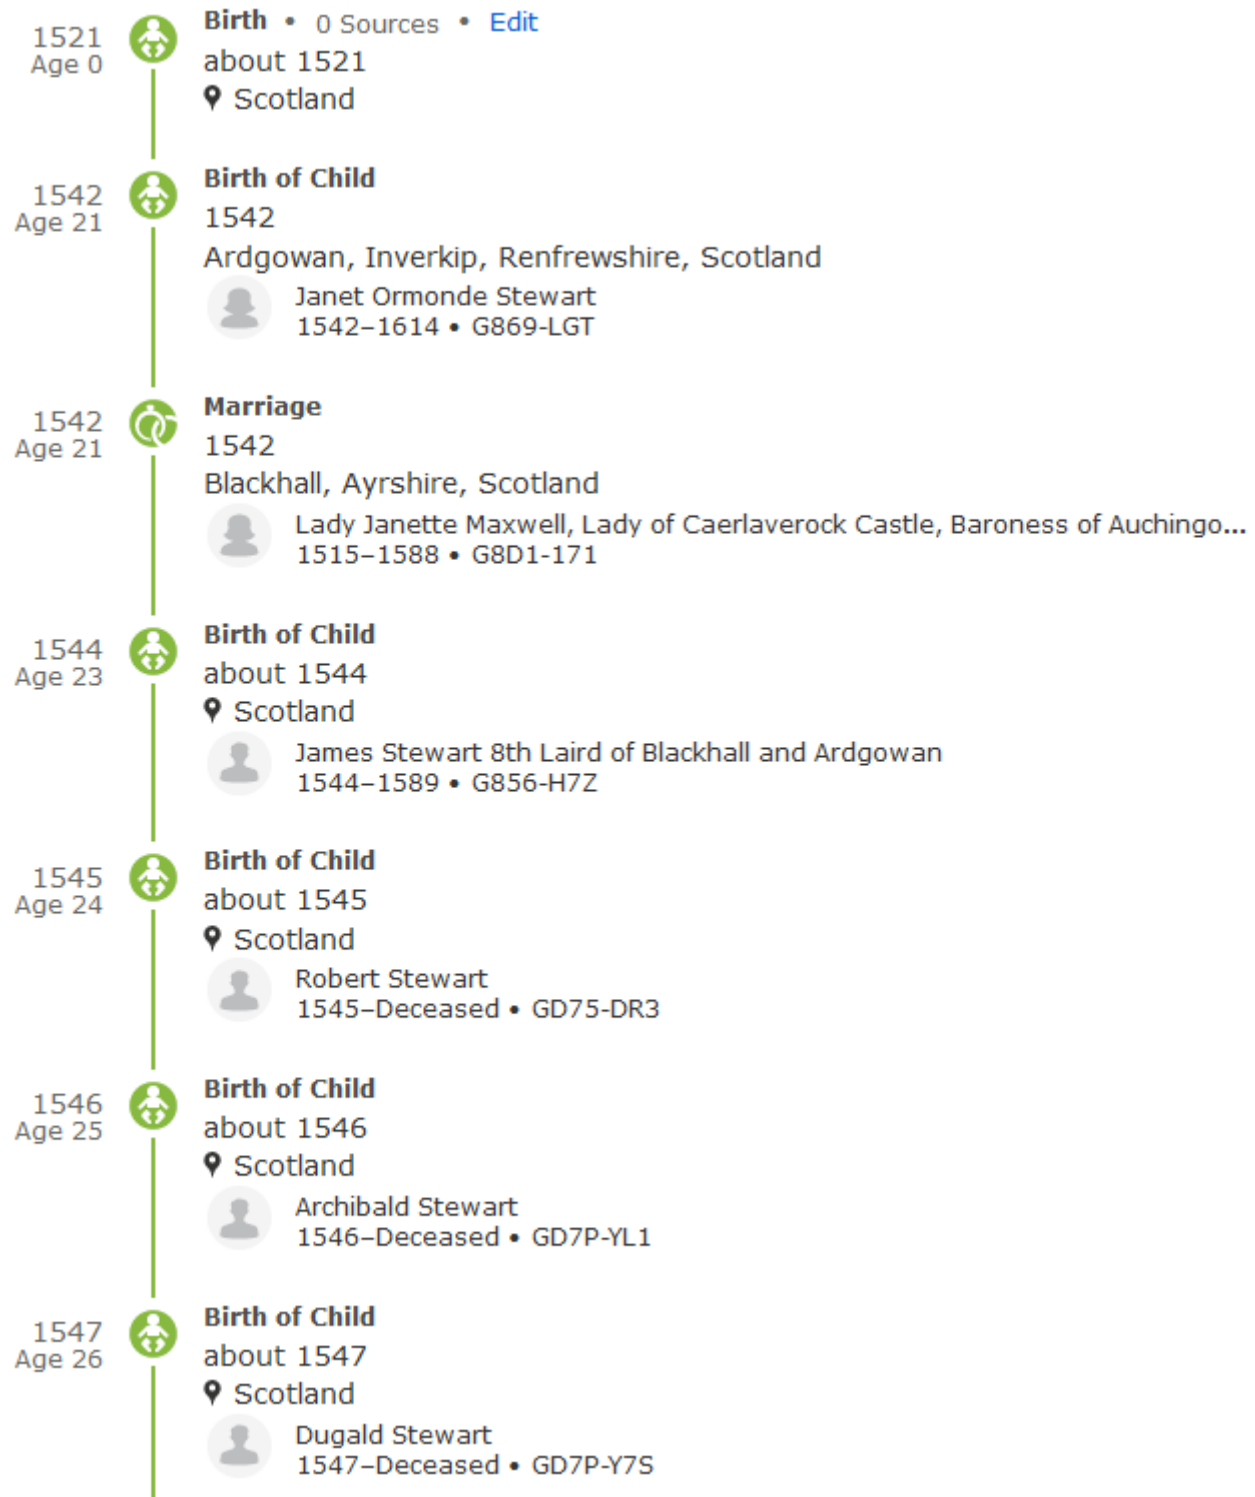 1521
Age 0
Birth • 0 Sources • Edit
about 1521
Scotland
1542
Age 21
Birth of Child
1542
Ardgowan, Inverkip, Renfrewshire, Scotland
Janet Ormonde Stewart
1542–1614 • G869-LGT
1542
Age 21
Marriage
1542
Blackhall, Ayrshire, Scotland
Lady Janette Maxwell, Lady of Caerlaverock Castle, Baroness of Auchingo...
1515–1588 • G8D1-171
1544
Age 23
Birth of Child
about 1544
Scotland
James Stewart 8th Laird of Blackhall and Ardgowan
1544–1589 • G856-H7Z
1545
Age 24
Birth of Child
about 1545
Scotland
Robert Stewart
1545–Deceased • GD75-DR3
1546
Age 25
Birth of Child
about 1546
Scotland
Archibald Stewart
1546–Deceased • GD7P-YL1
1547
Age 26
Birth of Child
about 1547
Scotland
Dugald Stewart
1547–Deceased • GD7P-Y7S